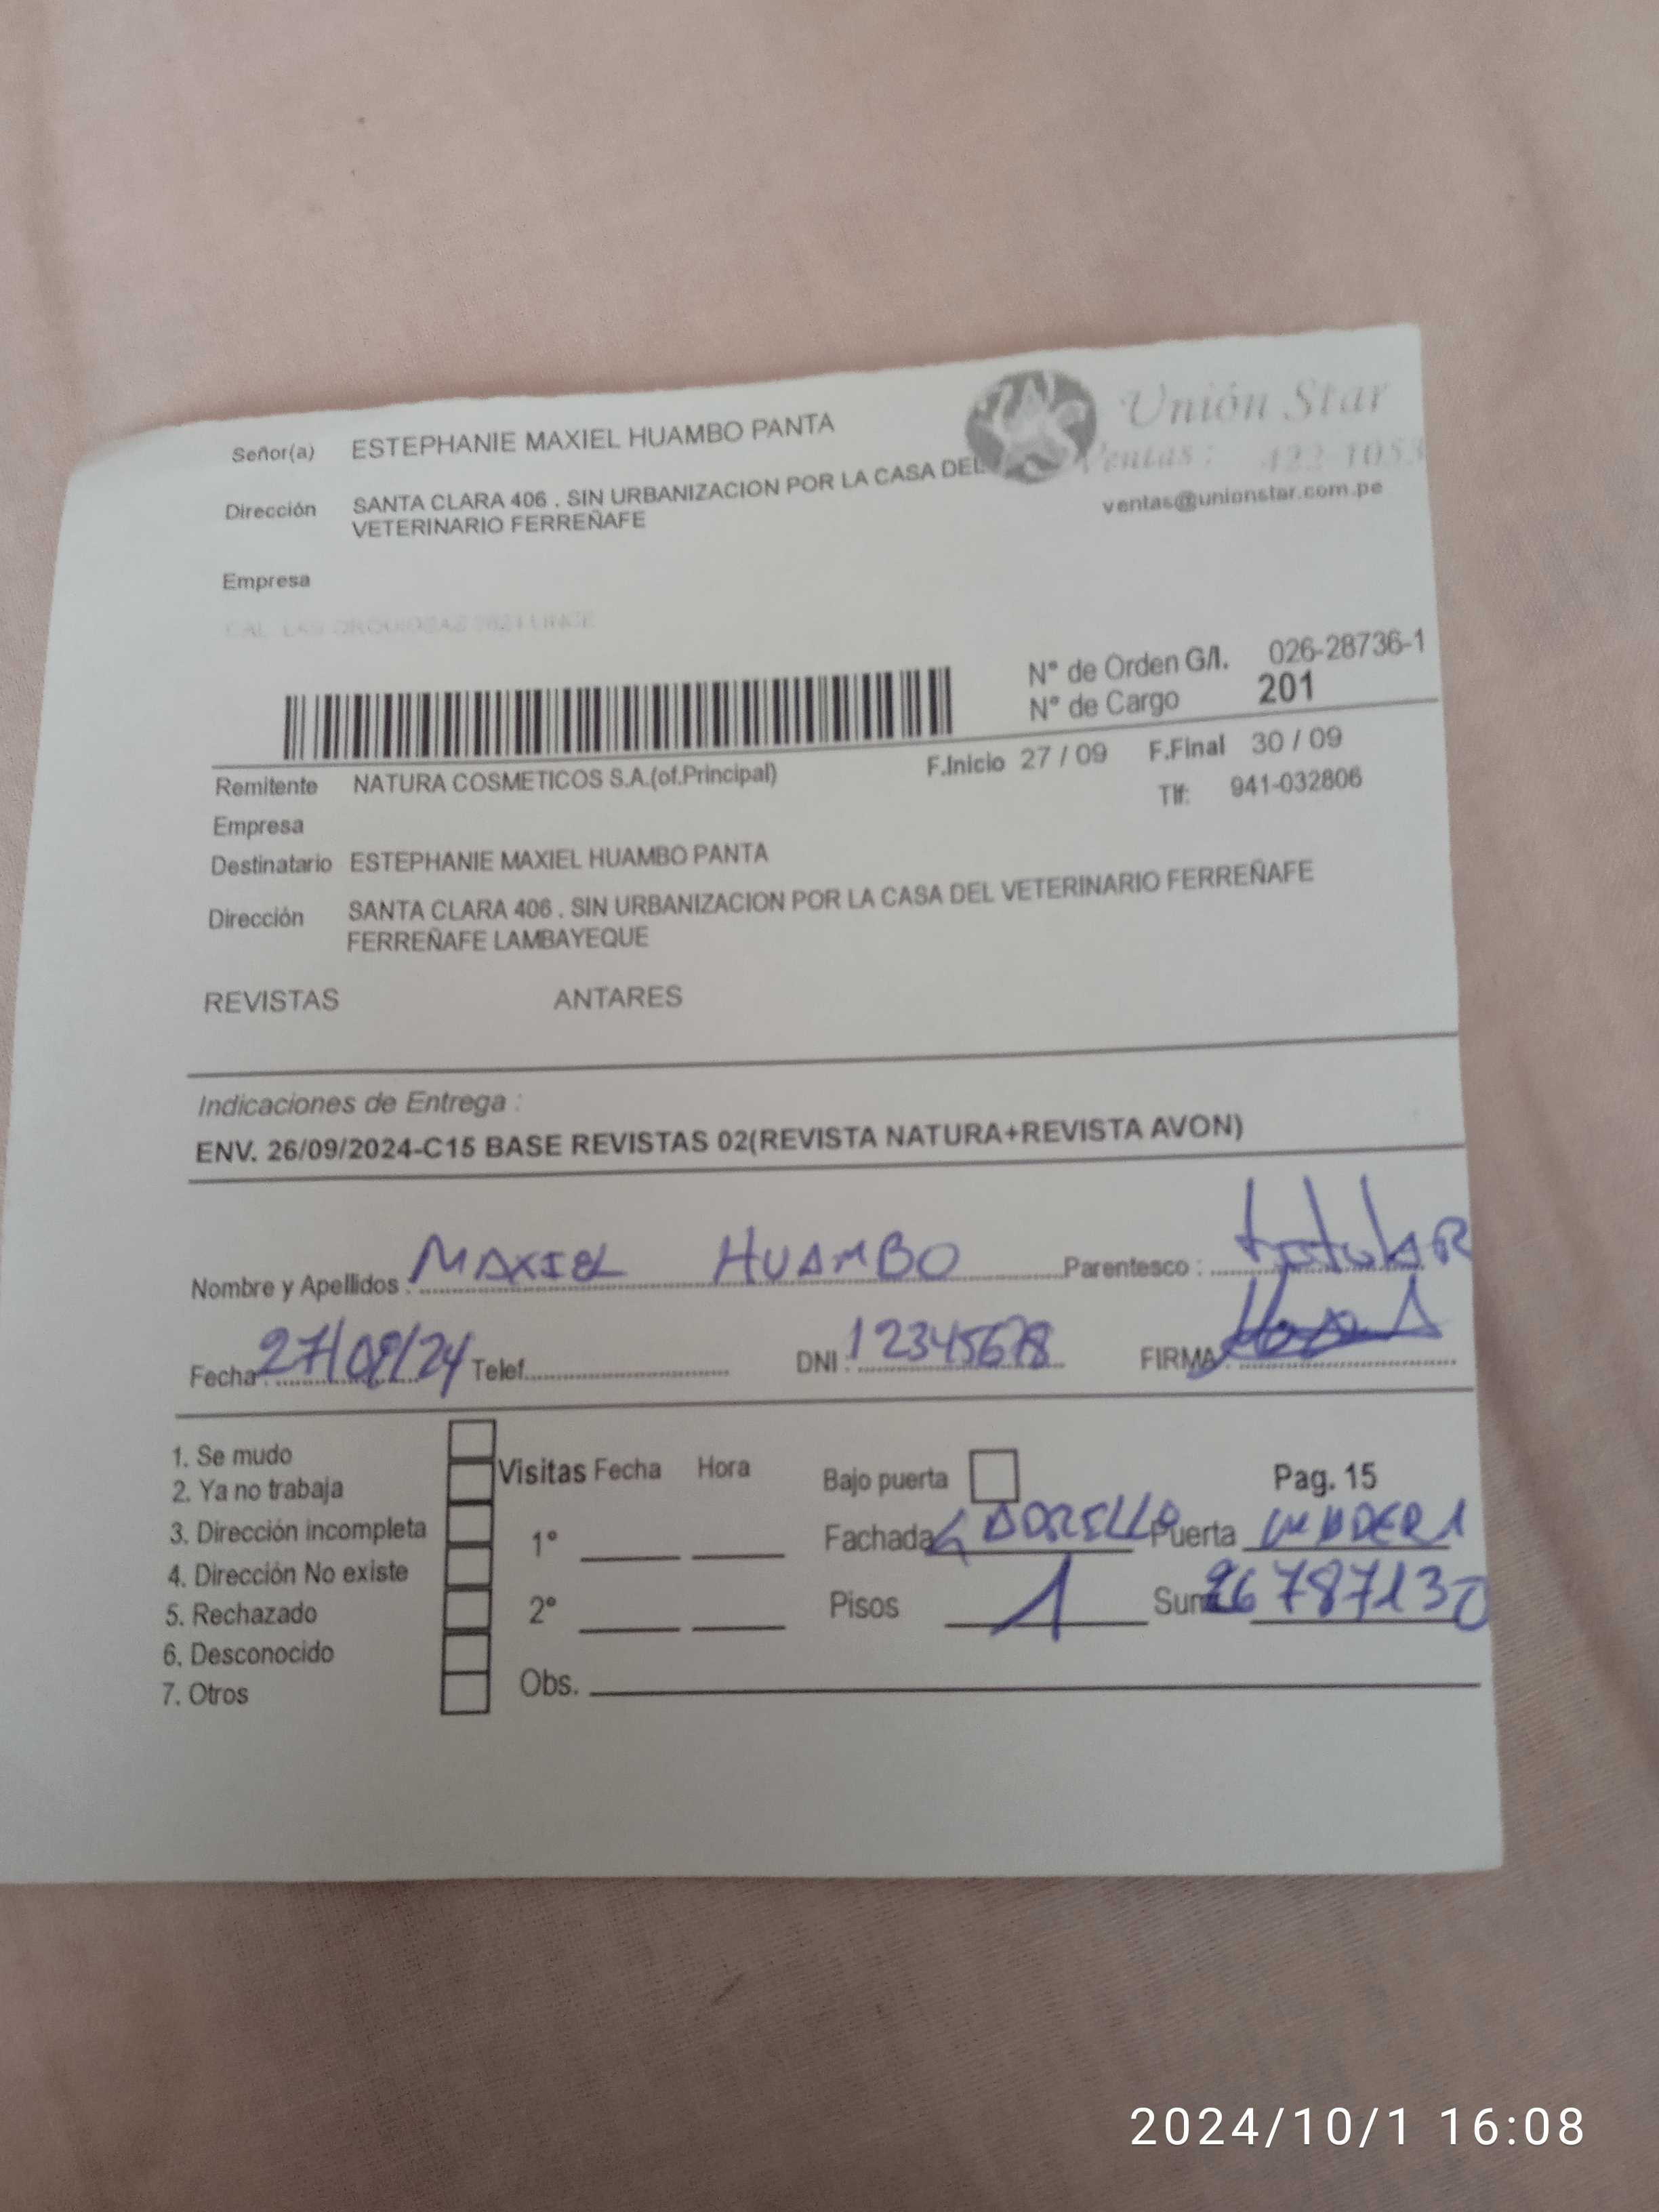 Unión Star
Ventas: 422-1053
ventas@unionstar.com.pe
Señor(a) ESTEPHANIE MAXIEL HUAMBO PANTA
Dirección SANTA CLARA 406 . SIN URBANIZACION POR LA CASA DEL
VETERINARIO FERREÑAFE
Empresa
N° de Orden G/I. 026-28736-1
N° de Cargo 201
Remitente NATURA COSMETICOS S.A.(of.Principal) F.Inicio 27 / 09 F.Final 30 / 09
Empresa Tlf: 941-032806
Destinatario ESTEPHANIE MAXIEL HUAMBO PANTA
Dirección SANTA CLARA 406 . SIN URBANIZACION POR LA CASA DEL VETERINARIO FERREÑAFE
FERREÑAFE LAMBAYEQUE
REVISTAS ANTARES
Indicaciones de Entrega :
ENV. 26/09/2024-C15 BASE REVISTAS 02(REVISTA NATURA+REVISTA AVON)
Nombre y Apellidos : MAXIEL HUAMBO Parentesco : titular
Fecha : 27/09/24 Telef. DNI : 12345678 FIRMA :
1. Se mudo
2. Ya no trabaja
3. Dirección incompleta
4. Dirección No existe
5. Rechazado
6. Desconocido
7. Otros
Visitas Fecha Hora
1°
2°
Bajo puerta Pag. 15
Fachada LADRILLO Puerta MADERA
Pisos 1 Sum 26787130
Obs.
2024/10/1 16:08